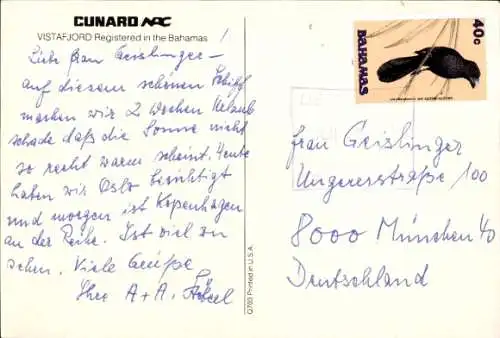 CUNARD NAC
VISTAFJORD Registered in the Bahamas
Liebe Frau Geislinger –
auf diesem schönen Schiff
machen wir 2 Wochen Urlaub
schade daß die Sonne nicht
so recht warm scheint. Heute
haben wir Oslo besichtigt
und morgen ist Kopenhagen
an der Reihe. Ist viel zu
sehen. Viele Grüße
Ihre A + A.
40c
BAHAMAS
Frau Geislinger
Ungererstraße/100
8000 München 40
Deutschland
Q783 Printed in U.S.A.